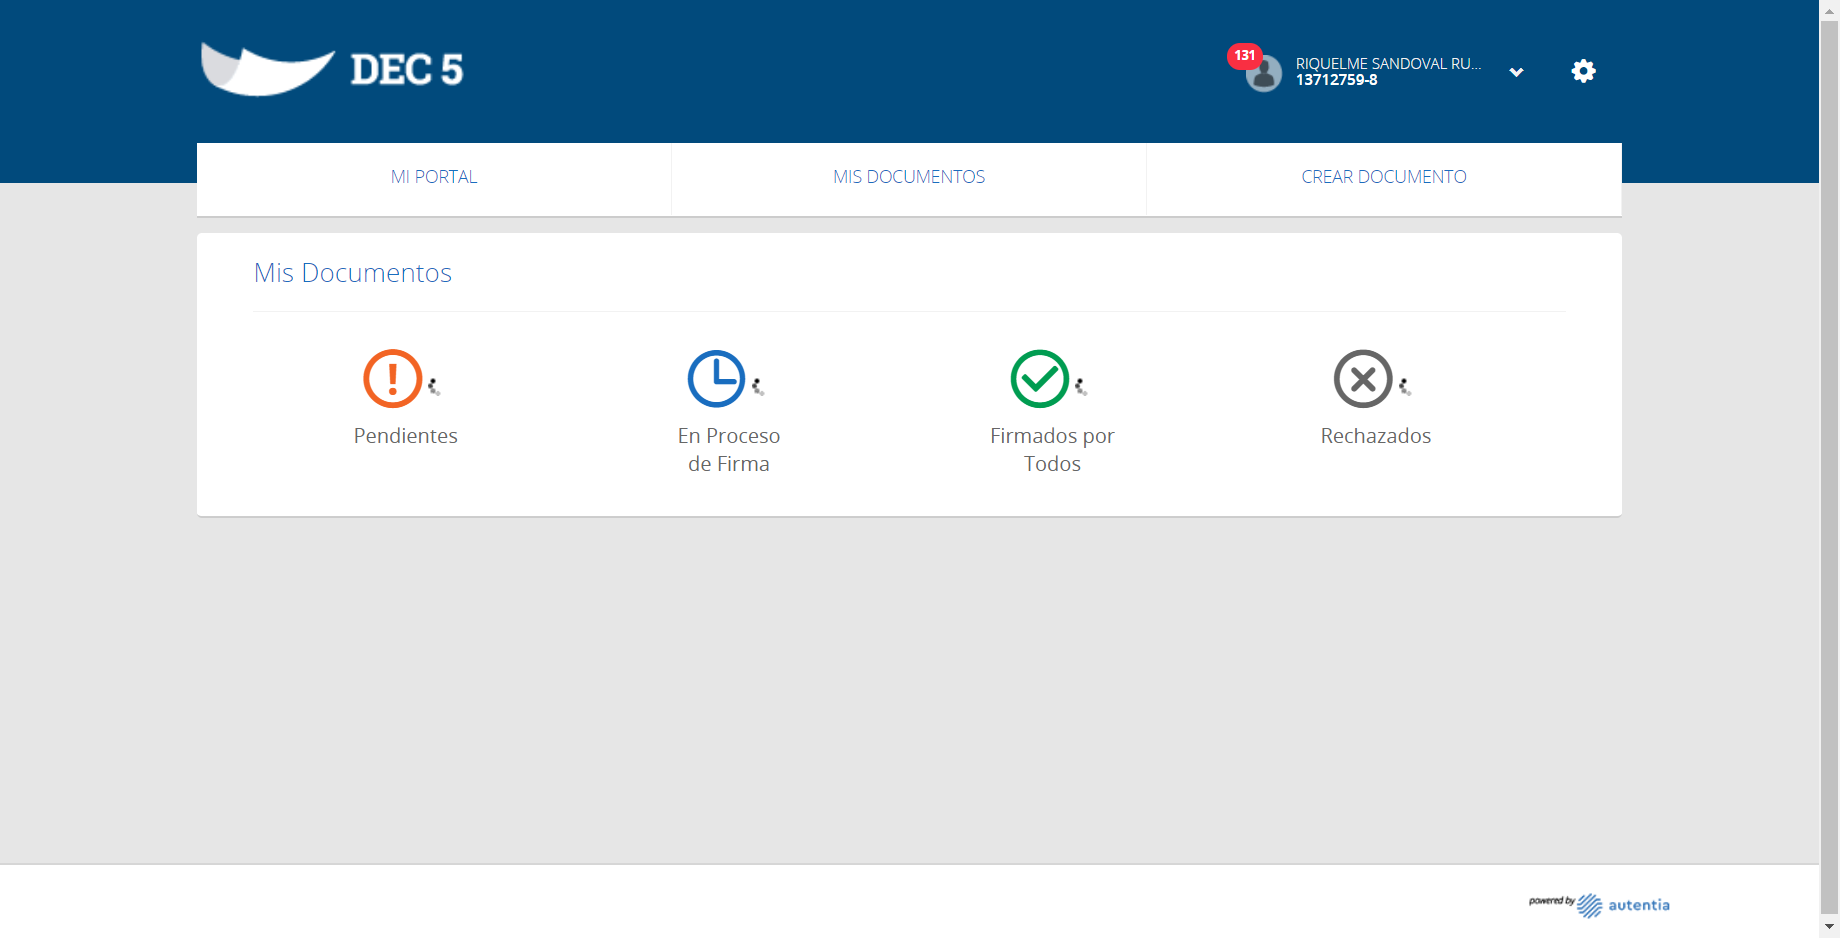 DEC 5
131
RIQUELME SANDOVAL RU...
13712759-8
MI PORTAL
MIS DOCUMENTOS
CREAR DOCUMENTO
Mis Documentos
Pendientes
En Proceso
de Firma
Firmados por
Todos
Rechazados
powered by autentia